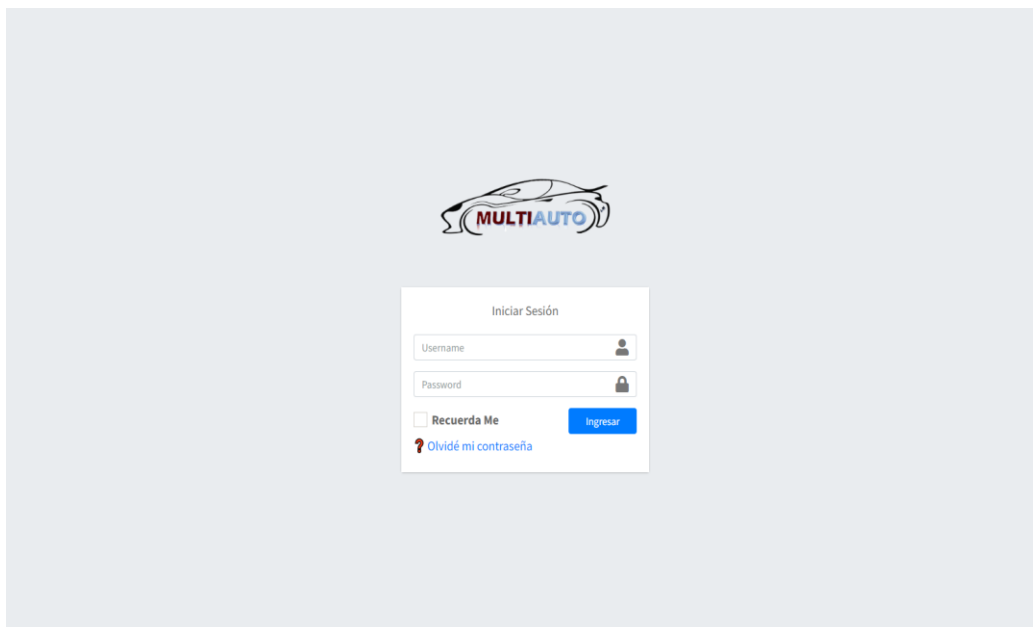 MULTIAUTO
Iniciar Sesión
Username
Password
Recuerda Me
Ingresar
Olvidé mi contraseña